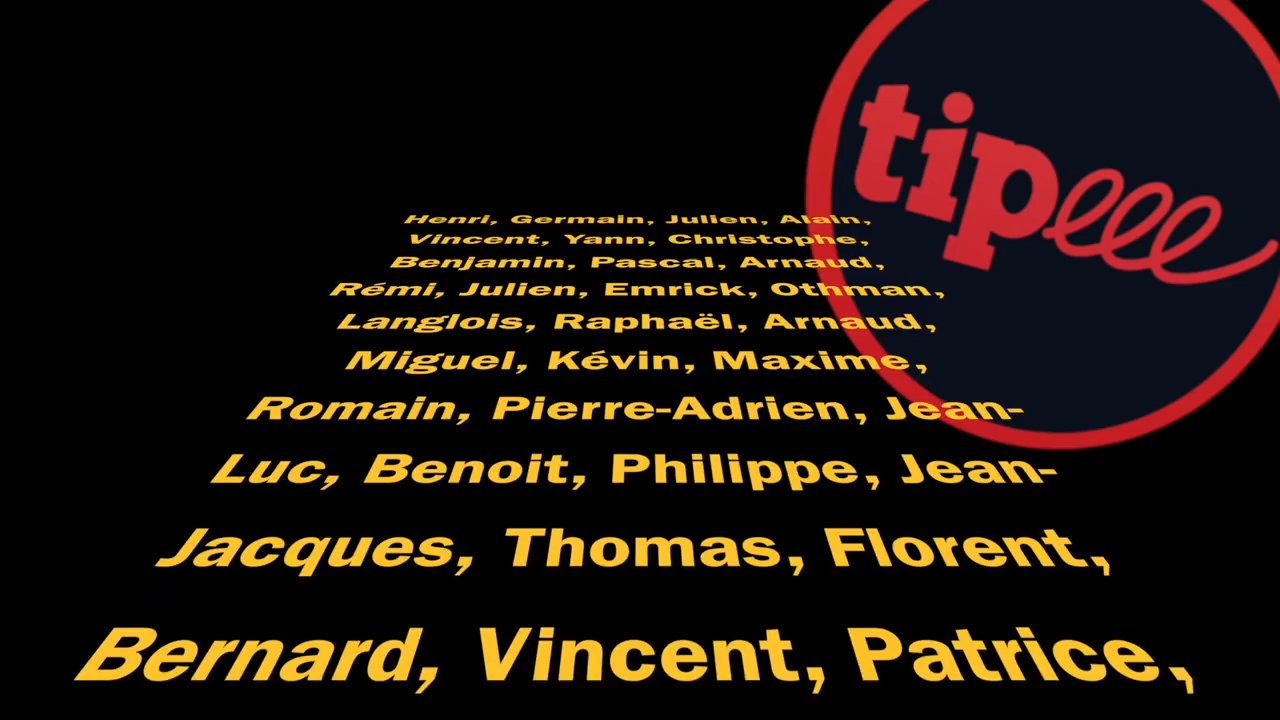 tipeee
Henri, Germain, Julien, Alain,
Vincent, Yann, Christophe,
Benjamin, Pascal, Arnaud,
Rémi, Julien, Emrick, Othman,
Langlois, Raphaël, Arnaud,
Miguel, Kévin, Maxime,
Romain, Pierre-Adrien, Jean-
Luc, Benoit, Philippe, Jean-
Jacques, Thomas, Florent,
Bernard, Vincent, Patrice,